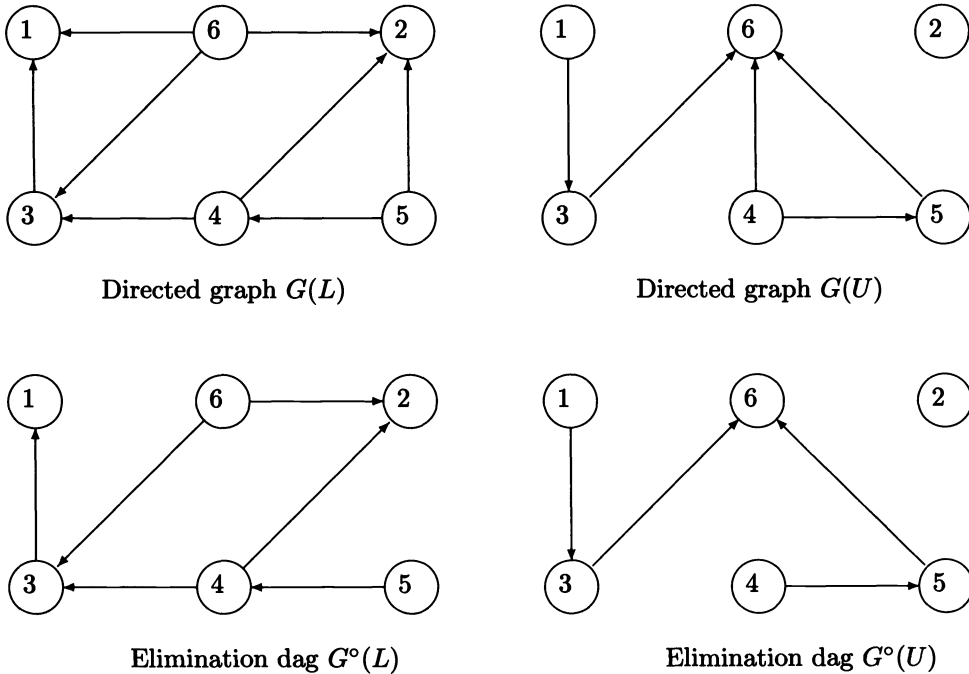 1 6 2
3 4 5
Directed graph G(L)
1 6 2
3 4 5
Directed graph G(U)
1 6 2
3 4 5
Elimination dag G°(L)
1 6 2
3 4 5
Elimination dag G°(U)